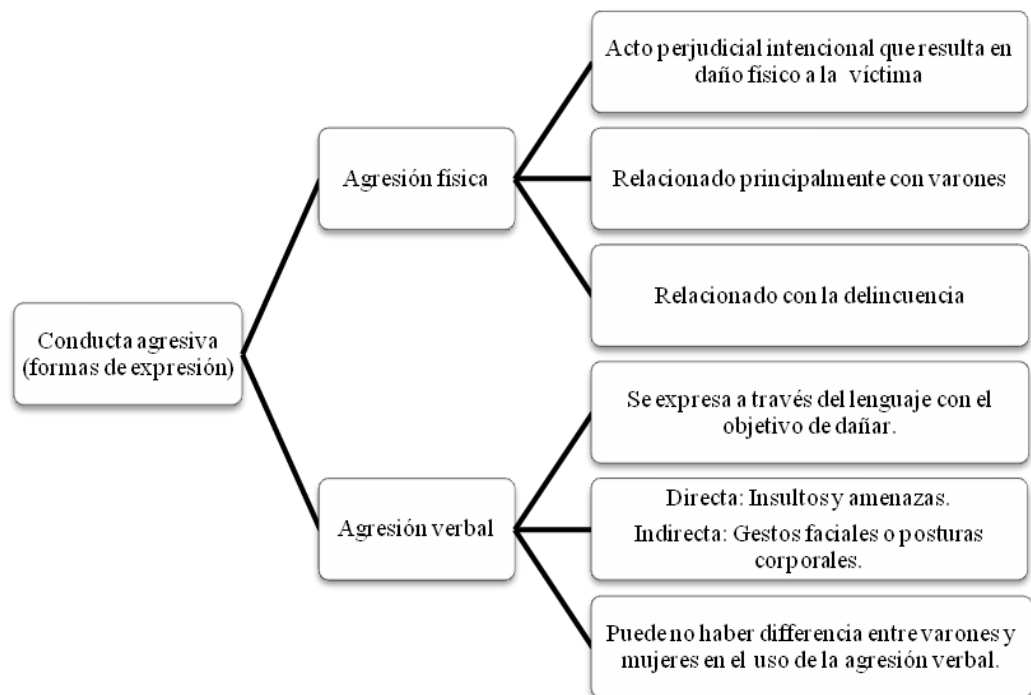 Acto perjudicial intencional que resulta en
daño físico a la víctima
Agresión física
Relacionado principalmente con varones
Relacionado con la delincuencia
Conducta agresiva
(formas de expresión)
Se expresa a través del lenguaje con el
objetivo de dañar.
Agresión verbal
Directa: Insultos y amenazas.
Indirecta: Gestos faciales o posturas
corporales.
Puede no haber diferencia entre varones y
mujeres en el uso de la agresión verbal.